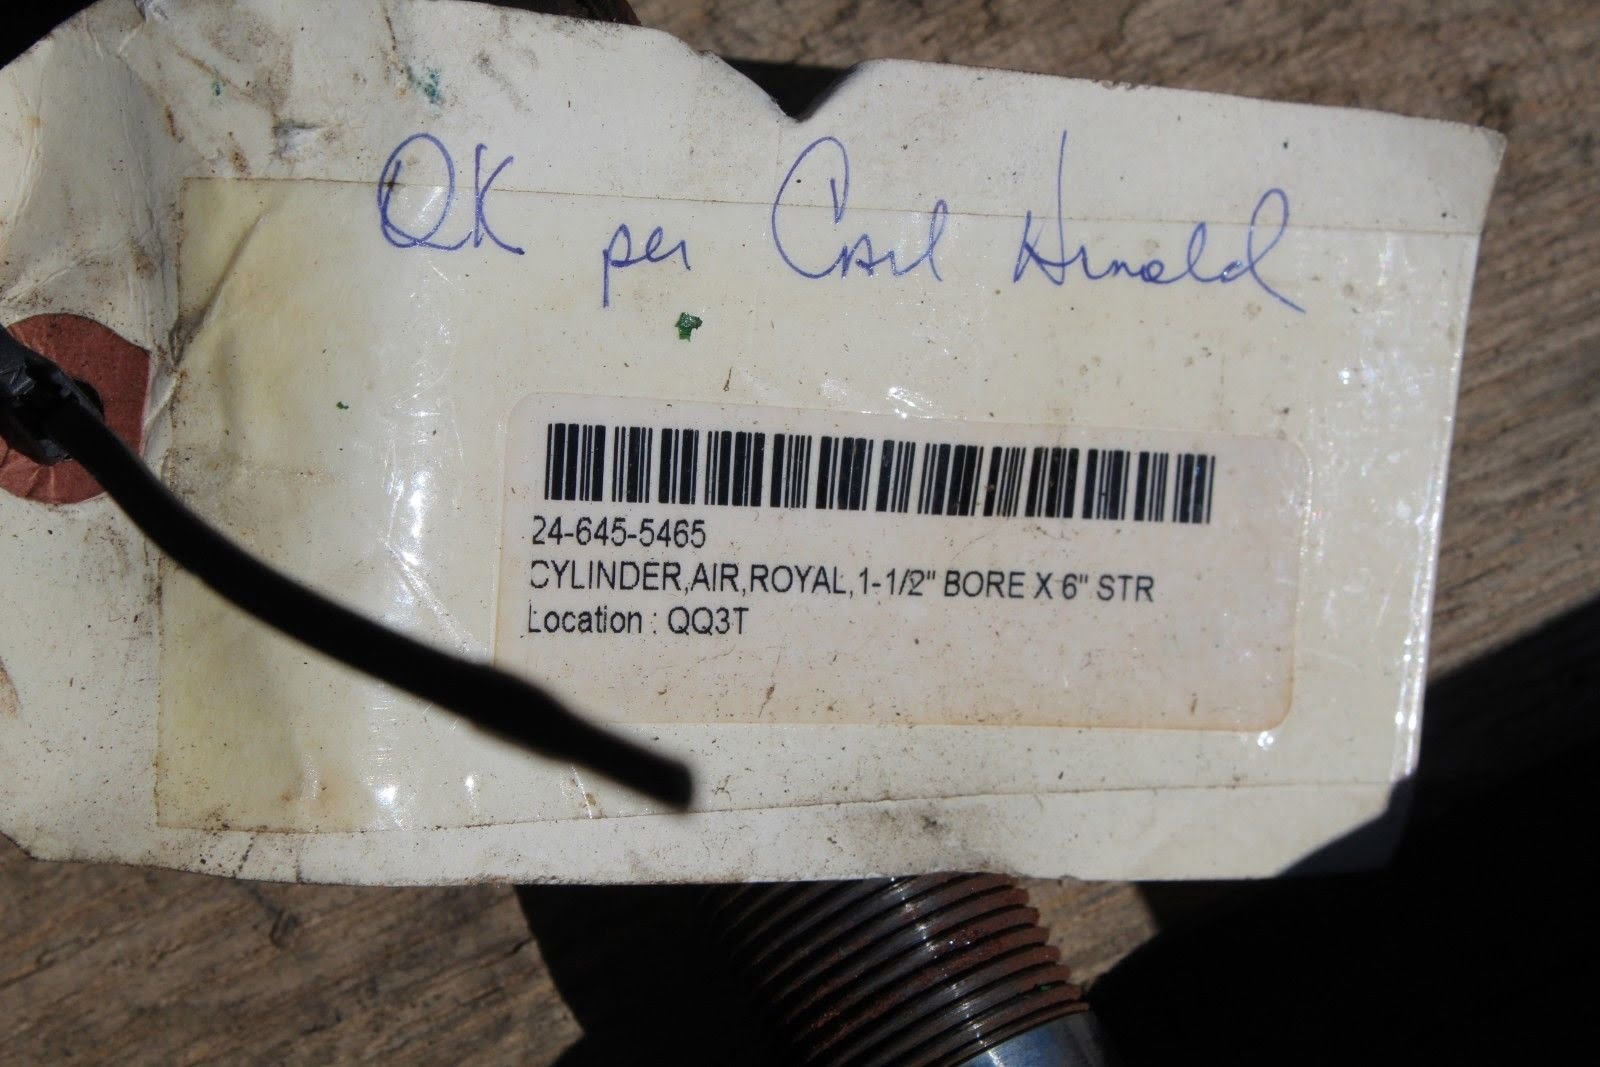 OK per Carl Arnold
24-645-5465
CYLINDER,AIR,ROYAL,1-1/2" BORE X 6" STR
Location : QQ3T